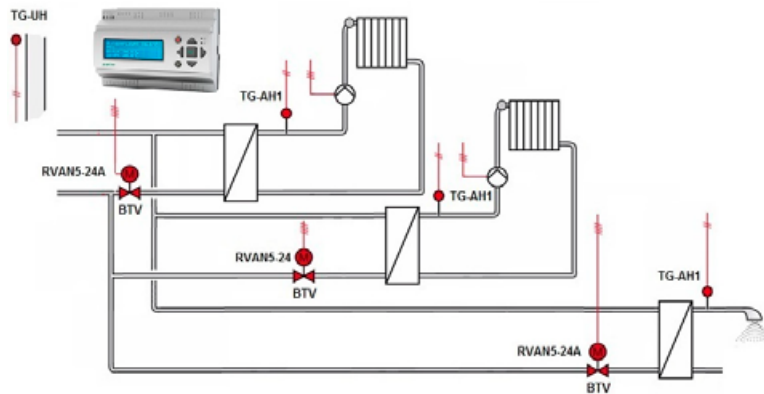 TG-UH
TG-AH1
RVAN5-24A
BTV
TG-AH1
RVAN5-24
BTV
TG-AH1
RVAN5-24A
BTV
M
M
M